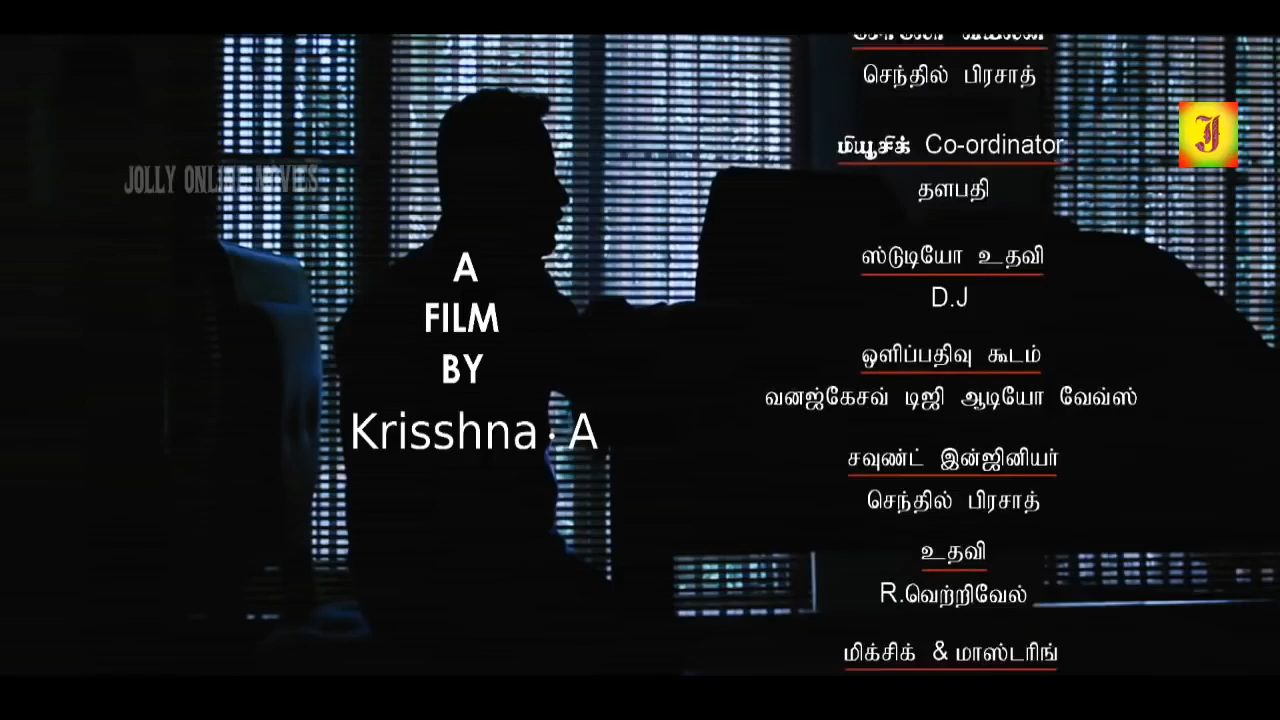 JOLLY ONLINE MOVIES
A
FILM
BY
Krisshna. A
செந்தில் பிரசாத்
மியூசிக் Co-ordinator
தளபதி
ஸ்டுடியோ உதவி
D.J
ஒளிப்பதிவு கூடம்
வனஜ்கேசவ் டிஜி ஆடியோ வேவ்ஸ்
சவுண்ட் இன்ஜினியர்
செந்தில் பிரசாத்
உதவி
R.வெற்றிவேல்
மிக்சிக் & மாஸ்டரிங்
J